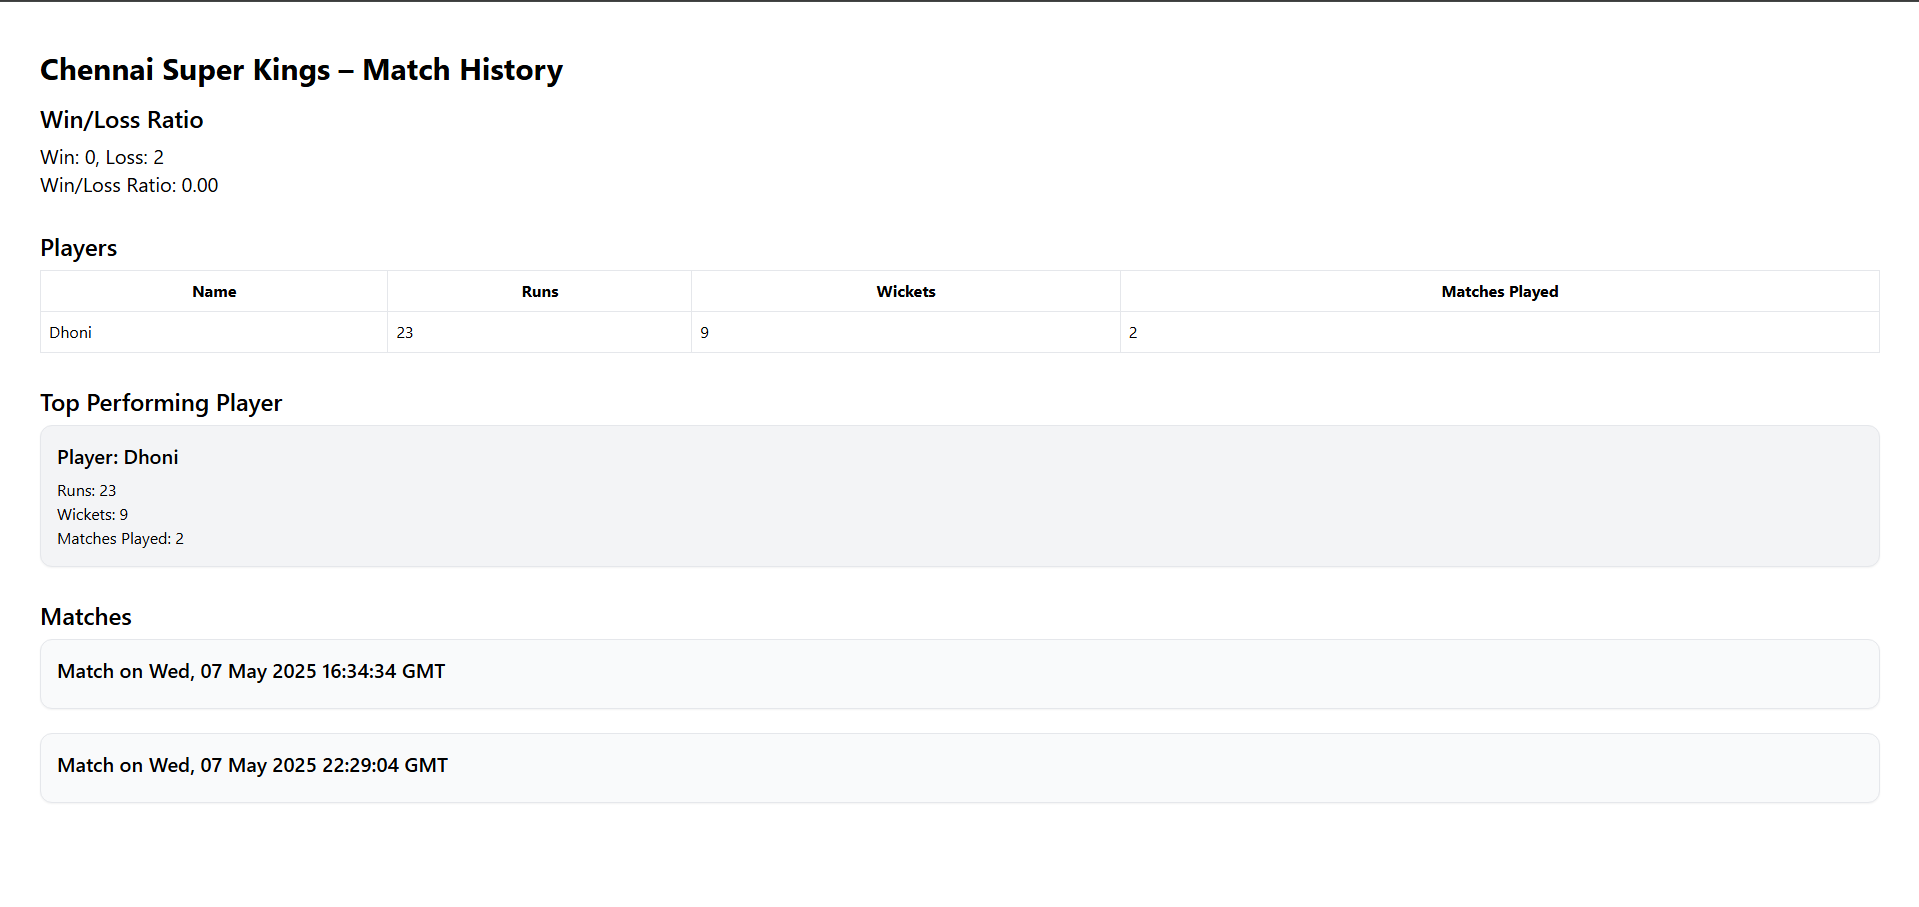 Chennai Super Kings – Match History
Win/Loss Ratio
Win: 0, Loss: 2
Win/Loss Ratio: 0.00
Players
Name Runs Wickets Matches Played
Dhoni 23 9 2
Top Performing Player
Player: Dhoni
Runs: 23
Wickets: 9
Matches Played: 2
Matches
Match on Wed, 07 May 2025 16:34:34 GMT
Match on Wed, 07 May 2025 22:29:04 GMT